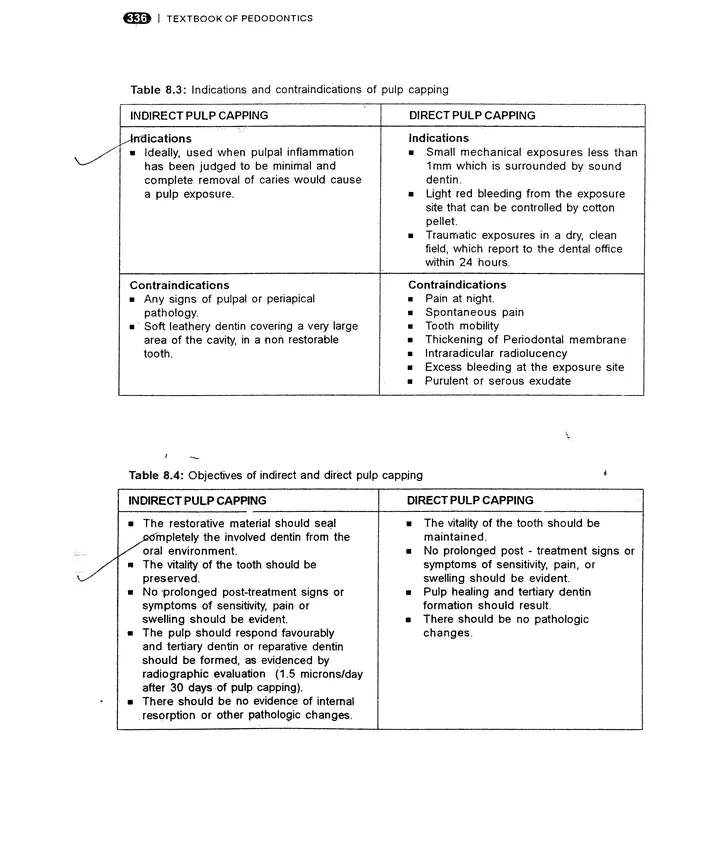 336 | TEXTBOOK OF PEDODONTICS
Table 8.3: Indications and contraindications of pulp capping
INDIRECT PULP CAPPING
Indications
▪ Ideally, used when pulpal inflammation
has been judged to be minimal and
complete removal of caries would cause
a pulp exposure.
DIRECT PULP CAPPING
Indications
▪ Small mechanical exposures less than
1mm which is surrounded by sound
dentin.
▪ Light red bleeding from the exposure
site that can be controlled by cotton
pellet.
▪ Traumatic exposures in a dry, clean
field, which report to the dental office
within 24 hours.
Contraindications
▪ Any signs of pulpal or periapical
pathology.
▪ Soft leathery dentin covering a very large
area of the cavity, in a non restorable
tooth.
Contraindications
▪ Pain at night.
▪ Spontaneous pain
▪ Tooth mobility
▪ Thickening of Periodontal membrane
▪ Intraradicular radiolucency
▪ Excess bleeding at the exposure site
▪ Purulent or serous exudate
Table 8.4: Objectives of indirect and direct pulp capping
INDIRECT PULP CAPPING
▪ The restorative material should seal
completely the involved dentin from the
oral environment.
▪ The vitality of the tooth should be
preserved.
▪ No prolonged post-treatment signs or
symptoms of sensitivity, pain or
swelling should be evident.
▪ The pulp should respond favourably
and tertiary dentin or reparative dentin
should be formed, as evidenced by
radiographic evaluation (1.5 microns/day
after 30 days of pulp capping).
▪ There should be no evidence of internal
resorption or other pathologic changes.
DIRECT PULP CAPPING
▪ The vitality of the tooth should be
maintained.
▪ No prolonged post - treatment signs or
symptoms of sensitivity, pain, or
swelling should be evident.
▪ Pulp healing and tertiary dentin
formation should result.
▪ There should be no pathologic
changes.